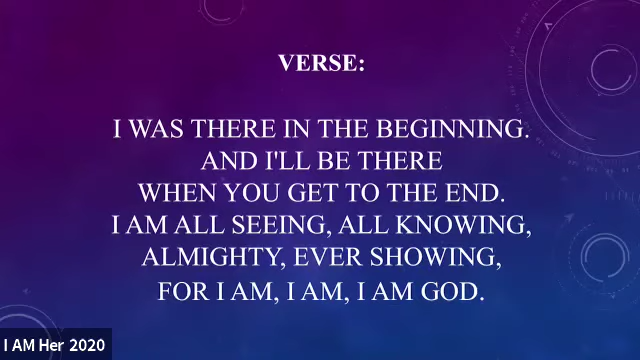 VERSE:
I WAS THERE IN THE BEGINNING.
AND I'LL BE THERE
WHEN YOU GET TO THE END.
I AM ALL SEEING, ALL KNOWING,
ALMIGHTY, EVER SHOWING,
FOR I AM, I AM, I AM GOD.
I AM Her 2020